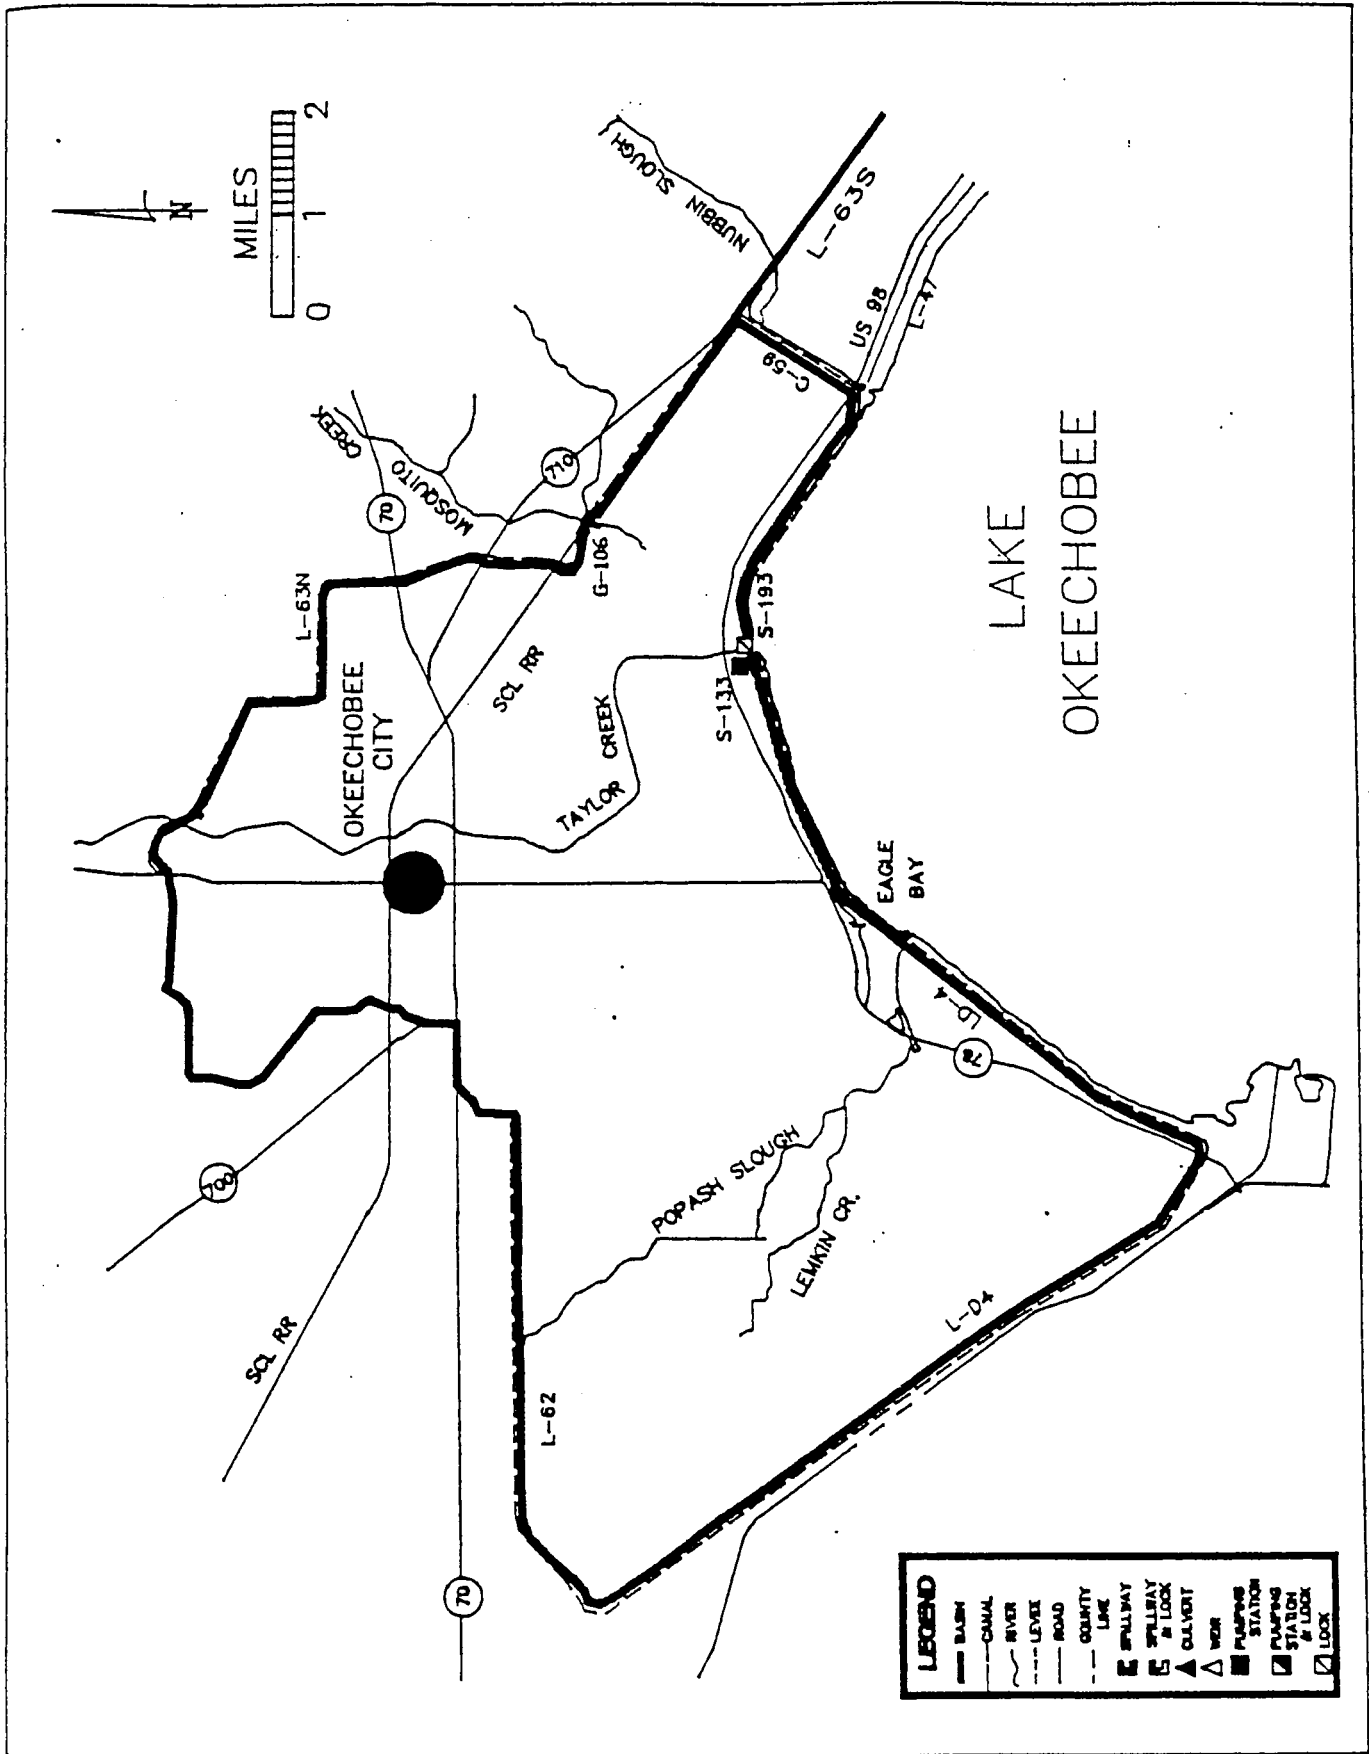 N
MILES
0 1 2
NUBBIN SLOUGH
L-63S
US 98
L-47
C-59
MOSQUITO CREEK
70
710
L-63N
G-106
OKEECHOBEE
CITY
SCL RR
TAYLOR CREEK
S-133
S-193
LAKE
OKEECHOBEE
EAGLE
BAY
LD-4
78
700
SCL RR
POPASH SLOUGH
LEMKIN CR.
L-62
L-D4
70
LEGEND
BASIN
CANAL
RIVER
LEVEE
ROAD
COUNTY
LINE
SPILLWAY
SPILLWAY
& LOCK
CULVERT
WEIR
PUMPING
STATION
PUMPING
STATION
& LOCK
LOCK